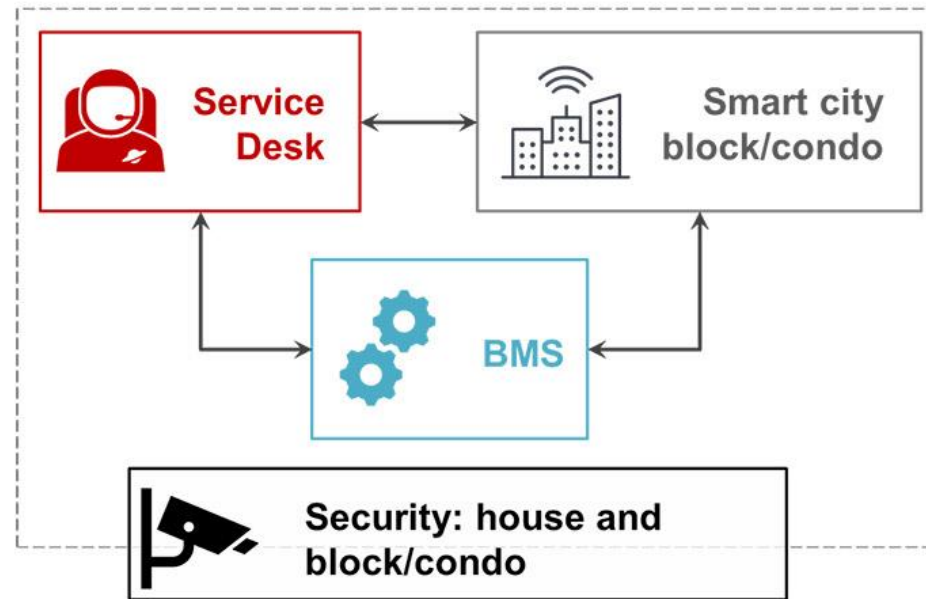 Service
Desk
Smart city
block/condo
BMS
Security: house and
block/condo